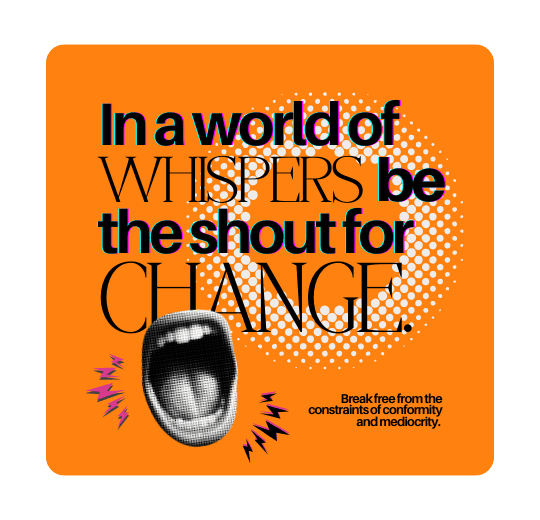 In a world of
WHISPERS be
the shout for
CHANGE.
Break free from the
constraints of conformity
and mediocrity.